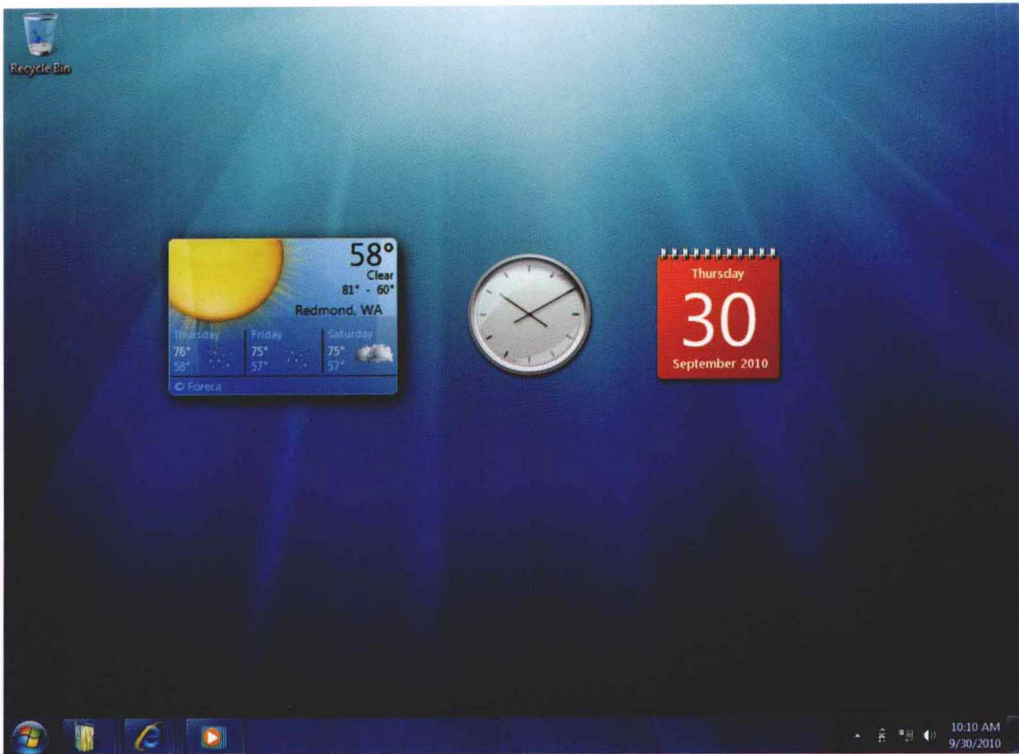 Recycle Bin
58°
Clear
81° - 60°
Redmond, WA
Thursday Friday Saturday
76° 75° 75°
58° 57° 57°
© Foreca
Thursday
30
September 2010
10:10 AM
9/30/2010